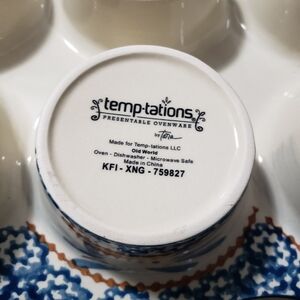 temp-tations
PRESENTABLE OVENWARE
by Tara
Made for Temp-tations LLC
Old World
Oven - Dishwasher - Microwave Safe
Made in China
KFI - XNG - 759827